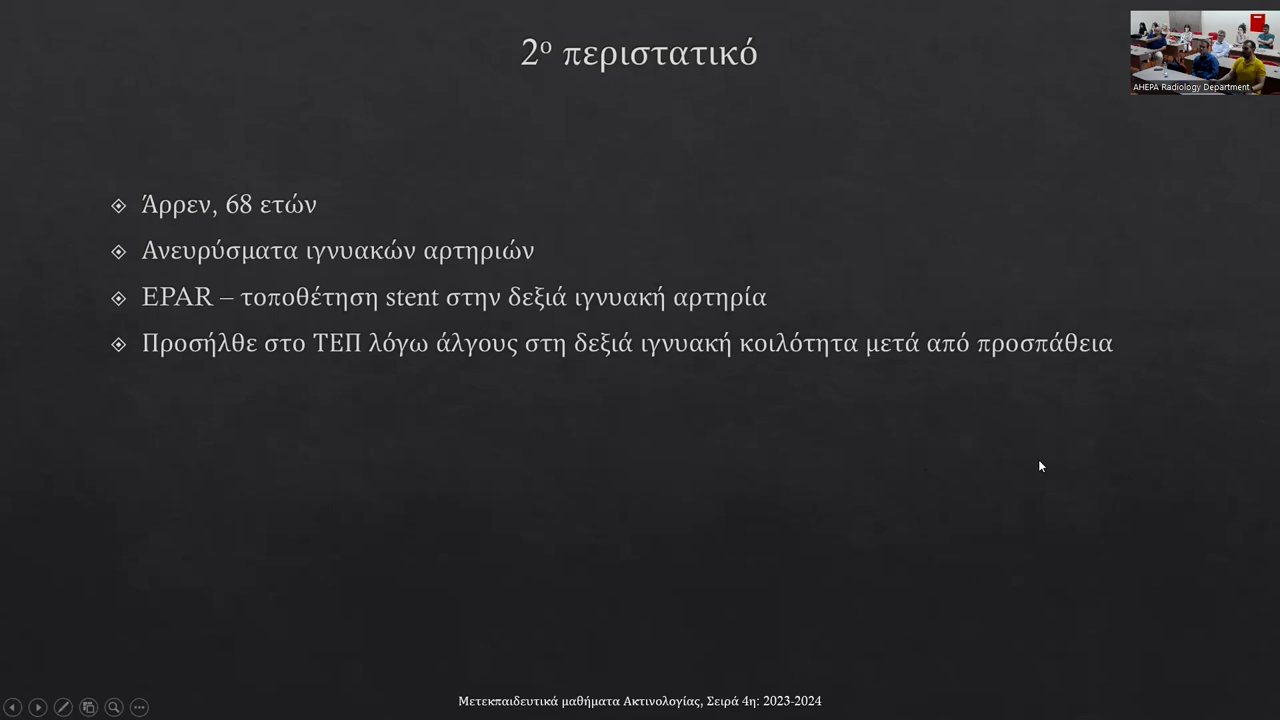 2ο περιστατικό
AHEPA Radiology Department
Άρρεν, 68 ετών
Ανευρύσματα ιγνυακών αρτηριών
EPAR – τοποθέτηση stent στην δεξιά ιγνυακή αρτηρία
Προσήλθε στο ΤΕΠ λόγω άλγους στη δεξιά ιγνυακή κοιλότητα μετά από προσπάθεια
Μετεκπαιδευτικά μαθήματα Ακτινολογίας, Σειρά 4η: 2023-2024